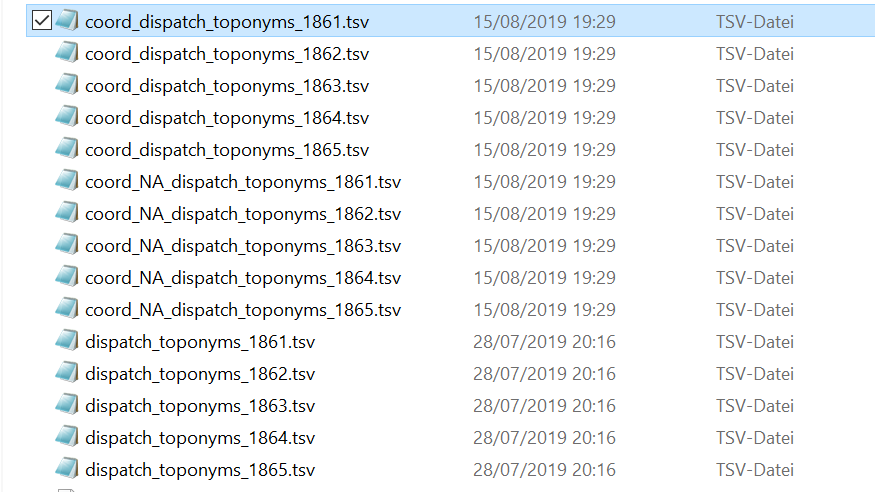 coord_dispatch_toponyms_1861.tsv 15/08/2019 19:29 TSV-Datei
coord_dispatch_toponyms_1862.tsv 15/08/2019 19:29 TSV-Datei
coord_dispatch_toponyms_1863.tsv 15/08/2019 19:29 TSV-Datei
coord_dispatch_toponyms_1864.tsv 15/08/2019 19:29 TSV-Datei
coord_dispatch_toponyms_1865.tsv 15/08/2019 19:29 TSV-Datei
coord_NA_dispatch_toponyms_1861.tsv 15/08/2019 19:29 TSV-Datei
coord_NA_dispatch_toponyms_1862.tsv 15/08/2019 19:29 TSV-Datei
coord_NA_dispatch_toponyms_1863.tsv 15/08/2019 19:29 TSV-Datei
coord_NA_dispatch_toponyms_1864.tsv 15/08/2019 19:29 TSV-Datei
coord_NA_dispatch_toponyms_1865.tsv 15/08/2019 19:29 TSV-Datei
dispatch_toponyms_1861.tsv 28/07/2019 20:16 TSV-Datei
dispatch_toponyms_1862.tsv 28/07/2019 20:16 TSV-Datei
dispatch_toponyms_1863.tsv 28/07/2019 20:16 TSV-Datei
dispatch_toponyms_1864.tsv 28/07/2019 20:16 TSV-Datei
dispatch_toponyms_1865.tsv 28/07/2019 20:16 TSV-Datei